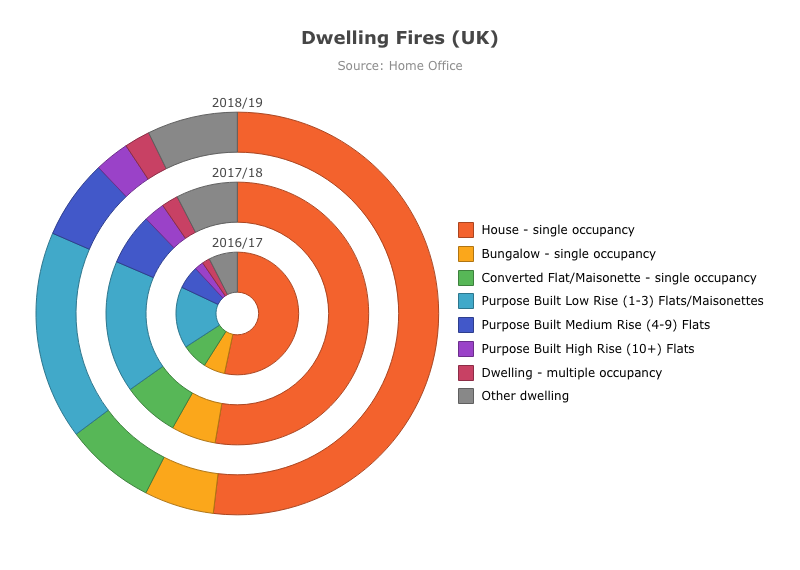 Dwelling Fires (UK)
Source: Home Office
2018/19
2017/18
2016/17
House - single occupancy
Bungalow - single occupancy
Converted Flat/Maisonette - single occupancy
Purpose Built Low Rise (1-3) Flats/Maisonettes
Purpose Built Medium Rise (4-9) Flats
Purpose Built High Rise (10+) Flats
Dwelling - multiple occupancy
Other dwelling